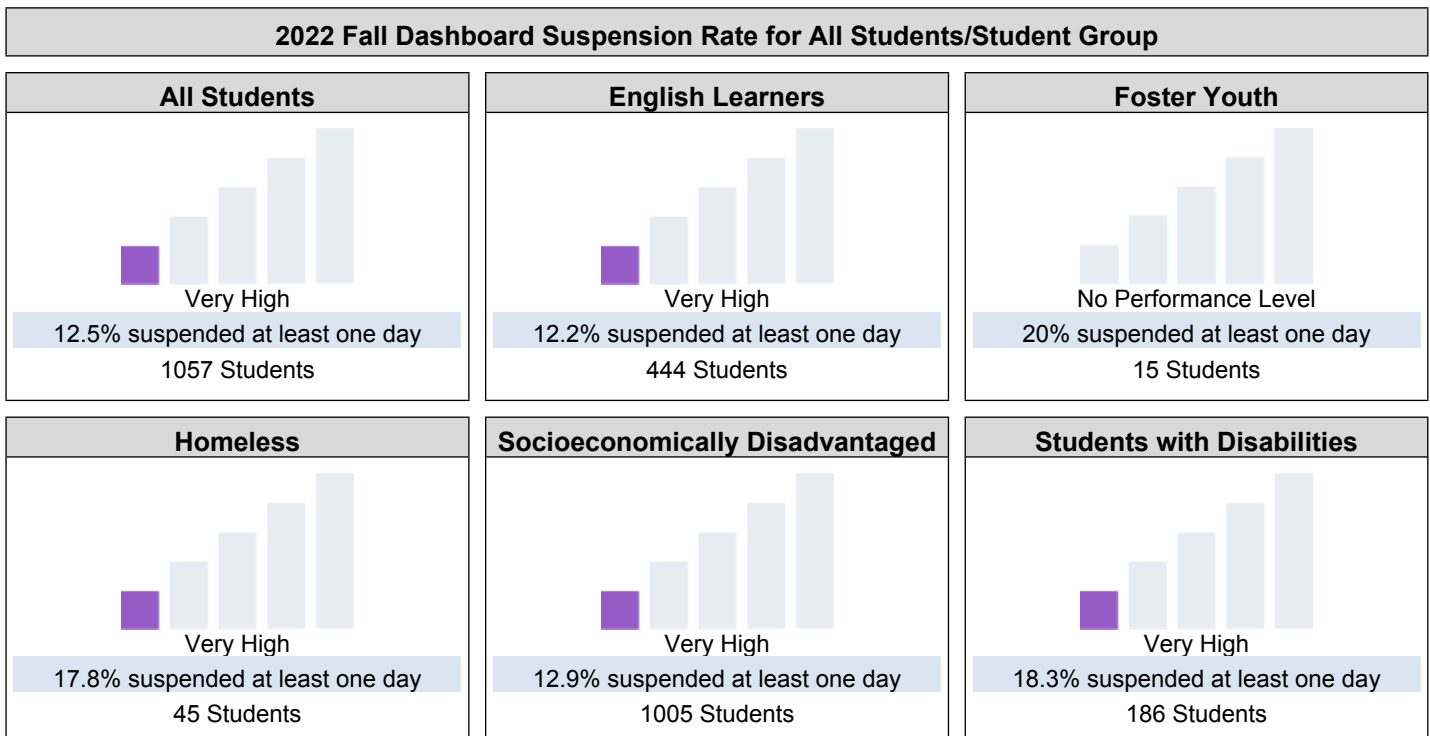 2022 Fall Dashboard Suspension Rate for All Students/Student Group
All Students
Very High
12.5% suspended at least one day
1057 Students
English Learners
Very High
12.2% suspended at least one day
444 Students
Foster Youth
No Performance Level
20% suspended at least one day
15 Students
Homeless
Very High
17.8% suspended at least one day
45 Students
Socioeconomically Disadvantaged
Very High
12.9% suspended at least one day
1005 Students
Students with Disabilities
Very High
18.3% suspended at least one day
186 Students